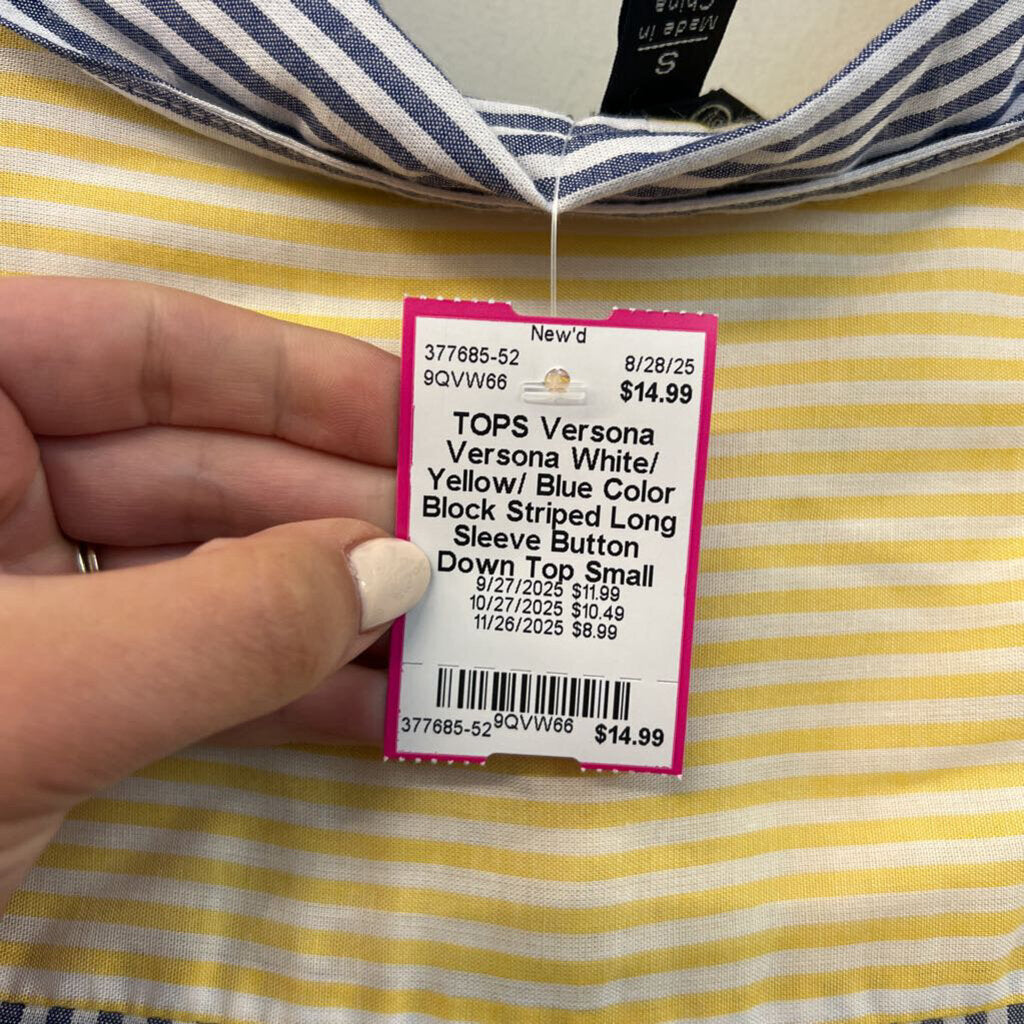 S
Made in
China
New'd
377685-52 8/28/25
9QVW66 $14.99
TOPS Versona
Versona White/
Yellow/ Blue Color
Block Striped Long
Sleeve Button
Down Top Small
9/27/2025 $11.99
10/27/2025 $10.49
11/26/2025 $8.99
377685-52 9QVW66 $14.99